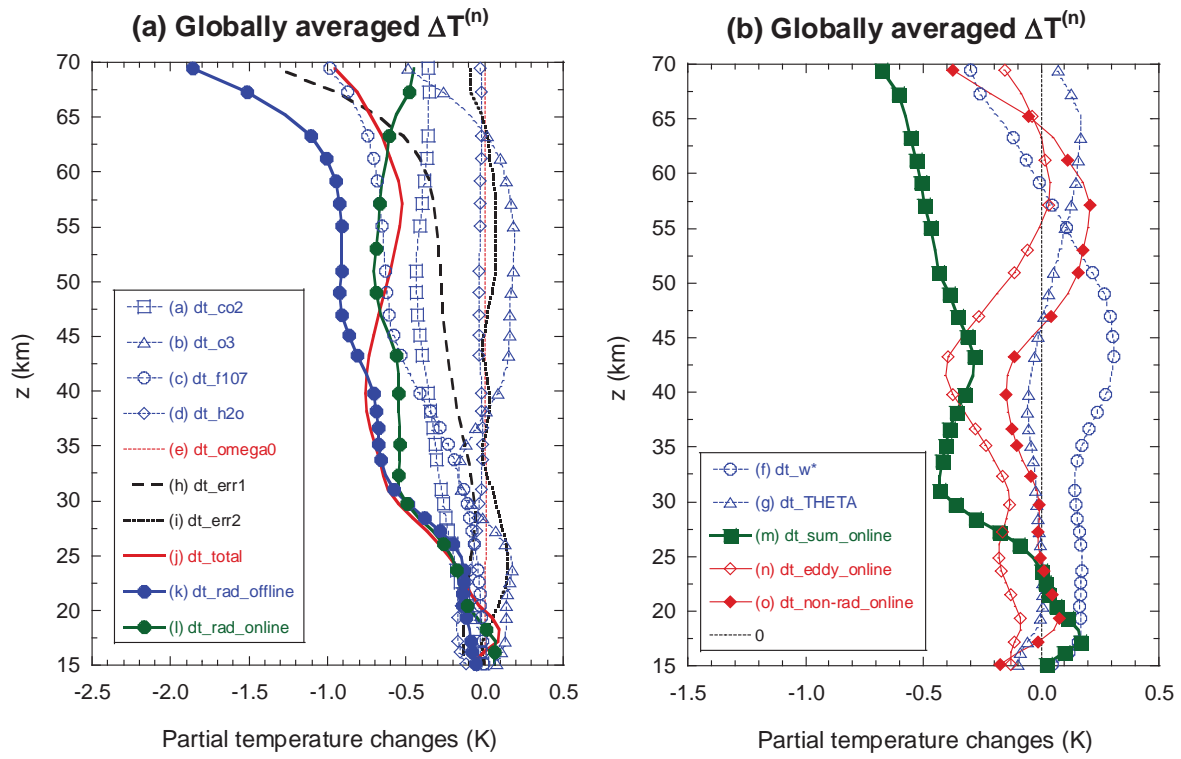 (a) Globally averaged ΔT(n)
70
65
60
55
50
45
40
35
30
25
20
15
z (km)
(a) dt_co2
(b) dt_o3
(c) dt_f107
(d) dt_h2o
(e) dt_omega0
(h) dt_err1
(i) dt_err2
(j) dt_total
(k) dt_rad_offline
(l) dt_rad_online
-2.5 -2.0 -1.5 -1.0 -0.5 0.0 0.5
Partial temperature changes (K)
(b) Globally averaged ΔT(n)
70
65
60
55
50
45
40
35
30
25
20
15
z (km)
(f) dt_w*
(g) dt_THETA
(m) dt_sum_online
(n) dt_eddy_online
(o) dt_non-rad_online
0
-1.5 -1.0 -0.5 0.0 0.5
Partial temperature changes (K)